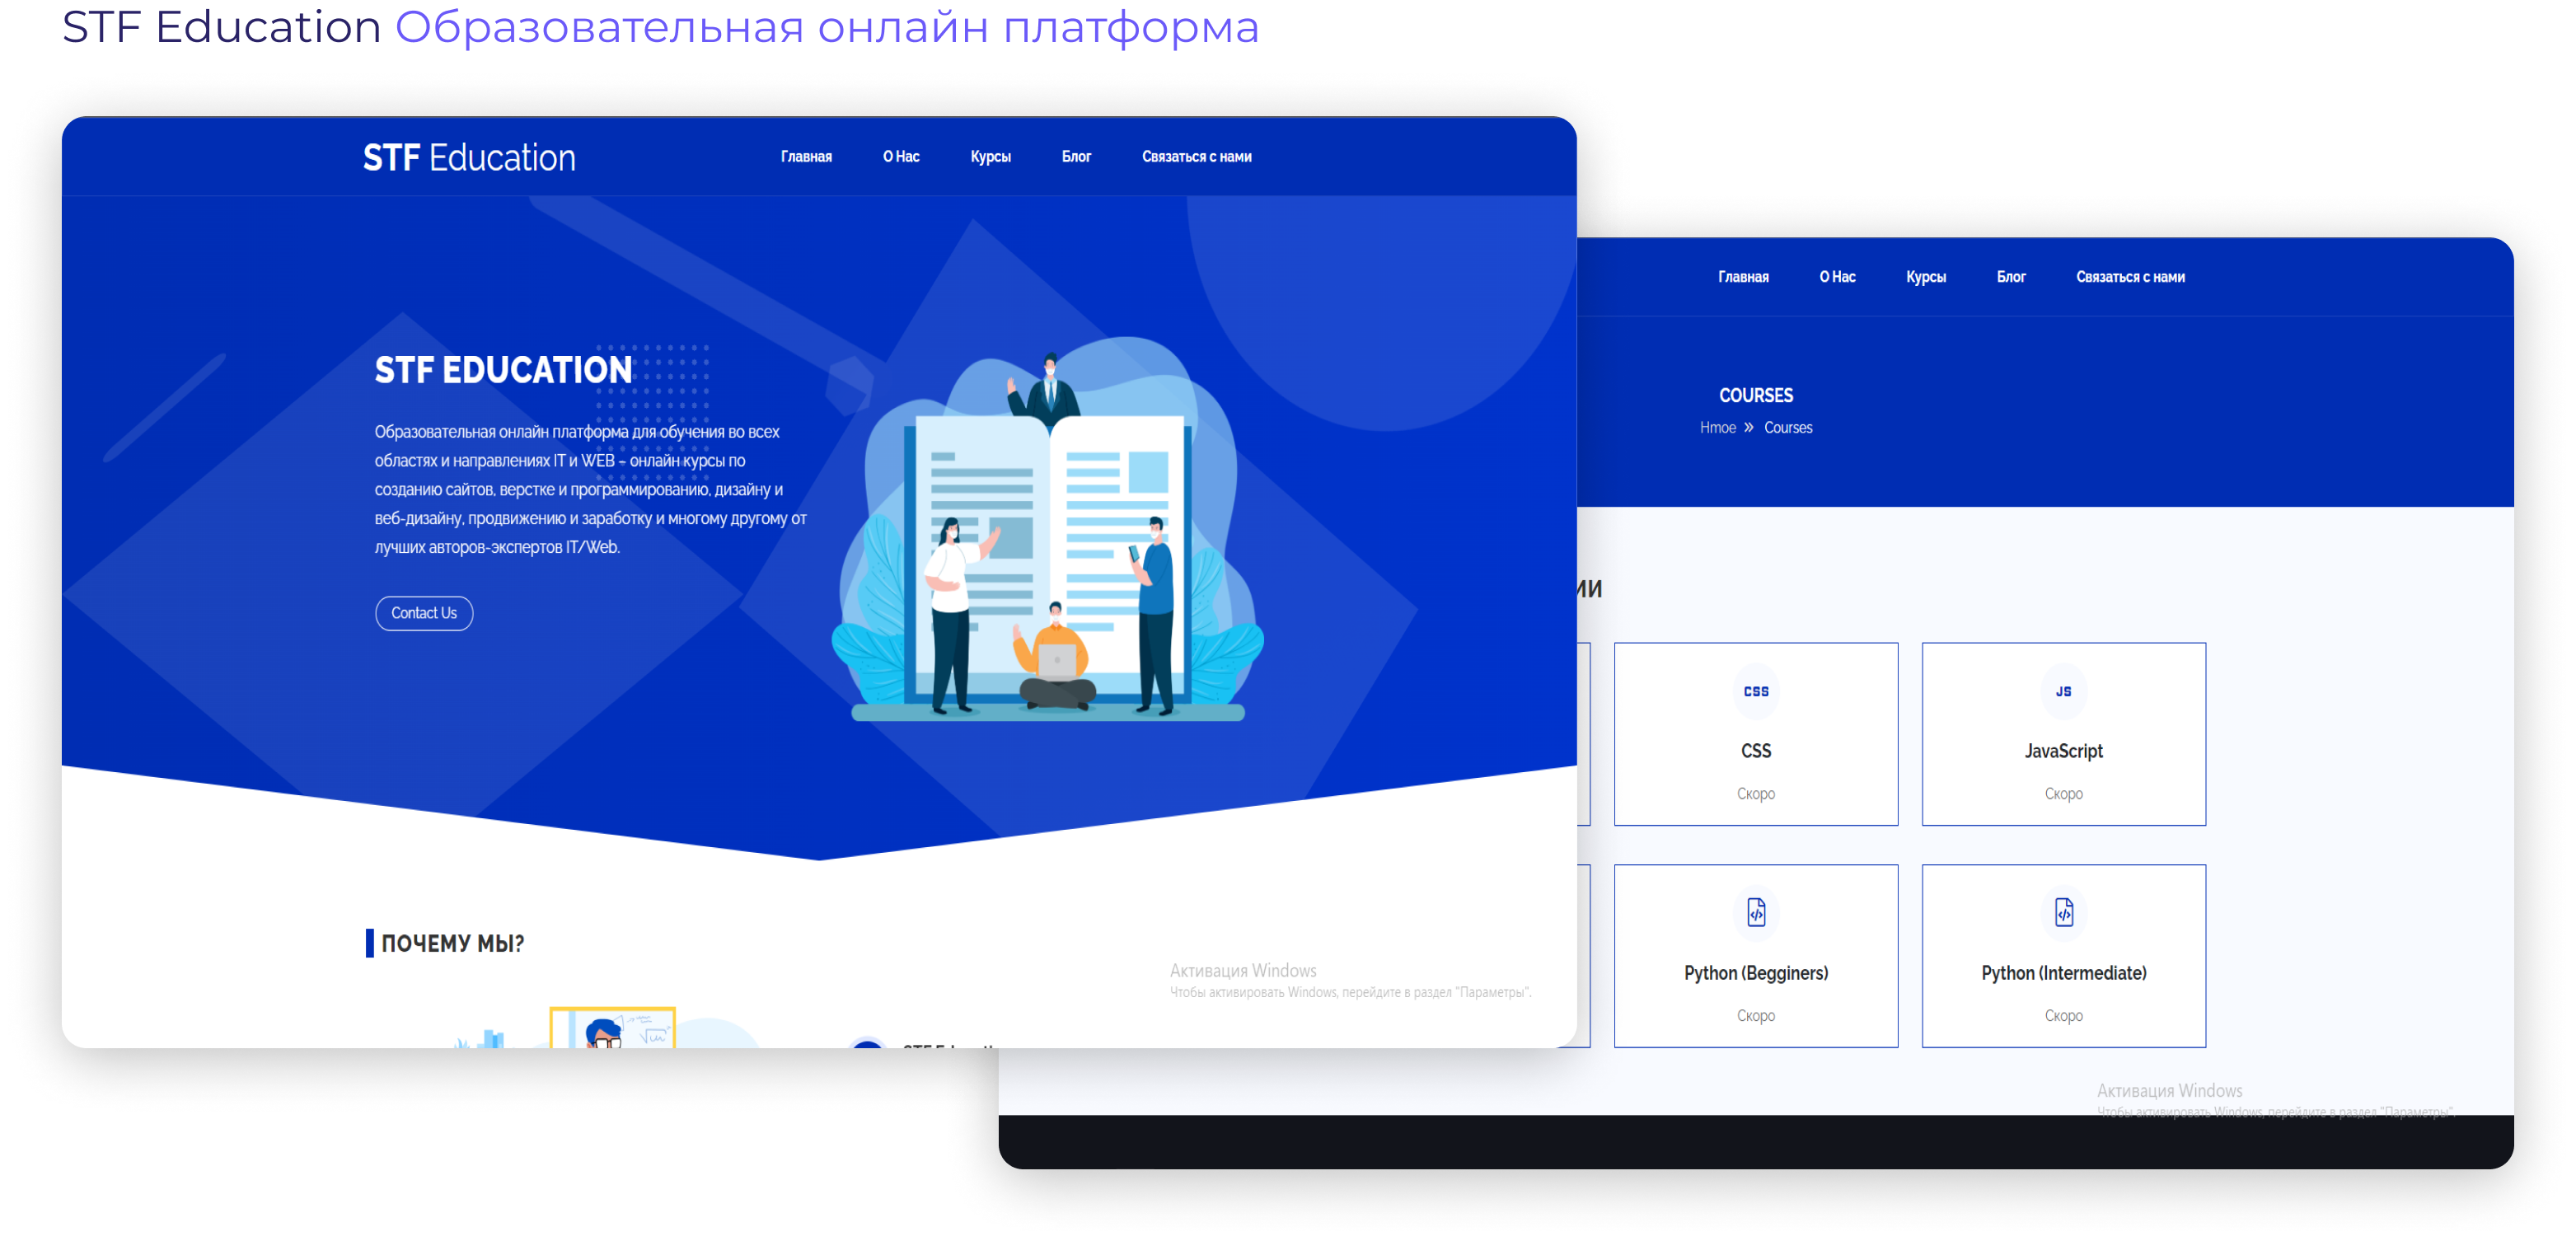 STF Education Образовательная онлайн платформа
STF Education
Главная О Нас Курсы Блог Связаться с нами
STF EDUCATION
Образовательная онлайн платформа для обучения во всех
областях и направлениях IT и WEB – онлайн курсы по
созданию сайтов, верстке и программированию, дизайну и
веб-дизайну, продвижению и заработку и многому другому от
лучших авторов-экспертов IT/Web.
Contact Us
ПОЧЕМУ МЫ?
Активация Windows
Чтобы активировать Windows, перейдите в раздел "Параметры".
Главная О Нас Курсы Блог Связаться с нами
COURSES
Hmoe » Courses
ИИ
CSS
CSS
Скоро
JS
JavaScript
Скоро
</>
Python (Begginers)
Скоро
</>
Python (Intermediate)
Скоро
Активация Windows
Чтобы активировать Windows, перейдите в раздел "Параметры".